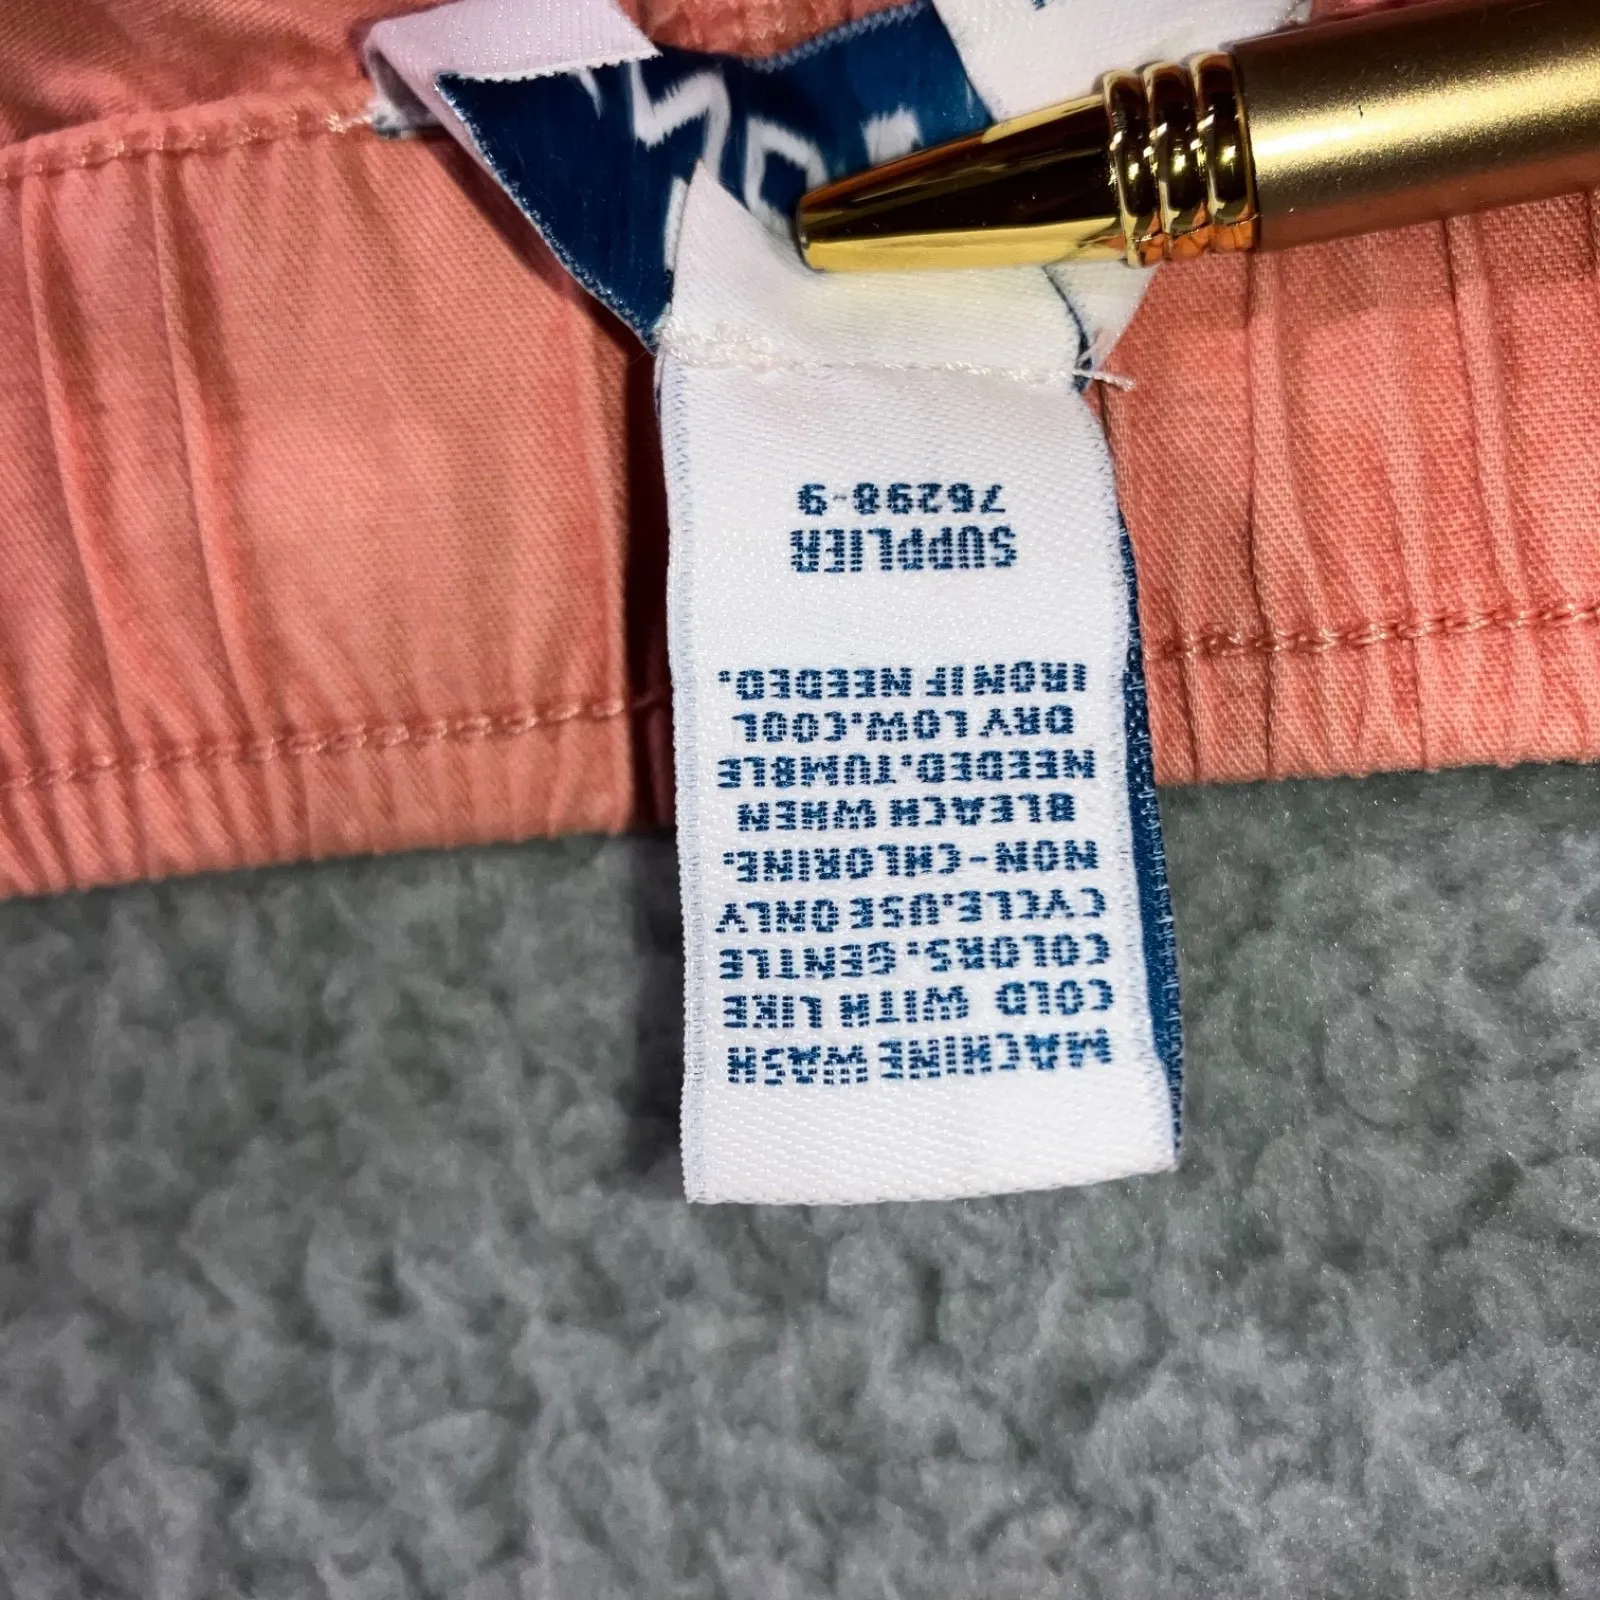 MACHINE WASH
COLD WITH LIKE
COLORS.GENTLE
CYCLE.USE ONLY
NON-CHLORINE.
BLEACH WHEN
NEEDED.TUMBLE
DRY LOW.COOL
IRON IF NEEDED.
SUPPLIER
76298-9